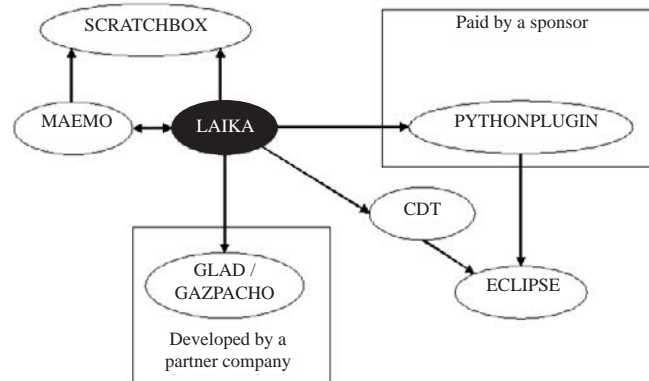 SCRATCHBOX
Paid by a sponsor
MAEMO
LAIKA
PYTHONPLUGIN
CDT
GLAD /
GAZPACHO
ECLIPSE
Developed by a
partner company